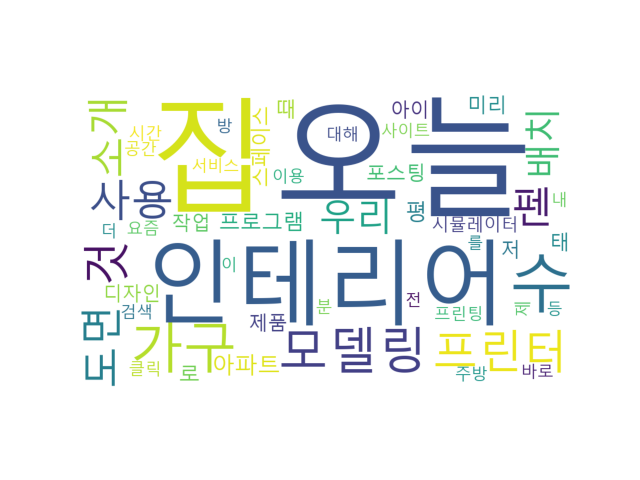 집
오늘
인테리어
수
소개
시간
공간
방
때
스페이스
서비스
대해
아이
사이트
미리
배치
사용
더
요즘
작업
프로그램
이용
우리
포스팅
평
시뮬레이터
펜
내
것
이
를
저
태
디자인
검색
도면
가구
클릭
로
아파트
제품
분
모델링
전
프린팅
프린터
제
등
주방
바로